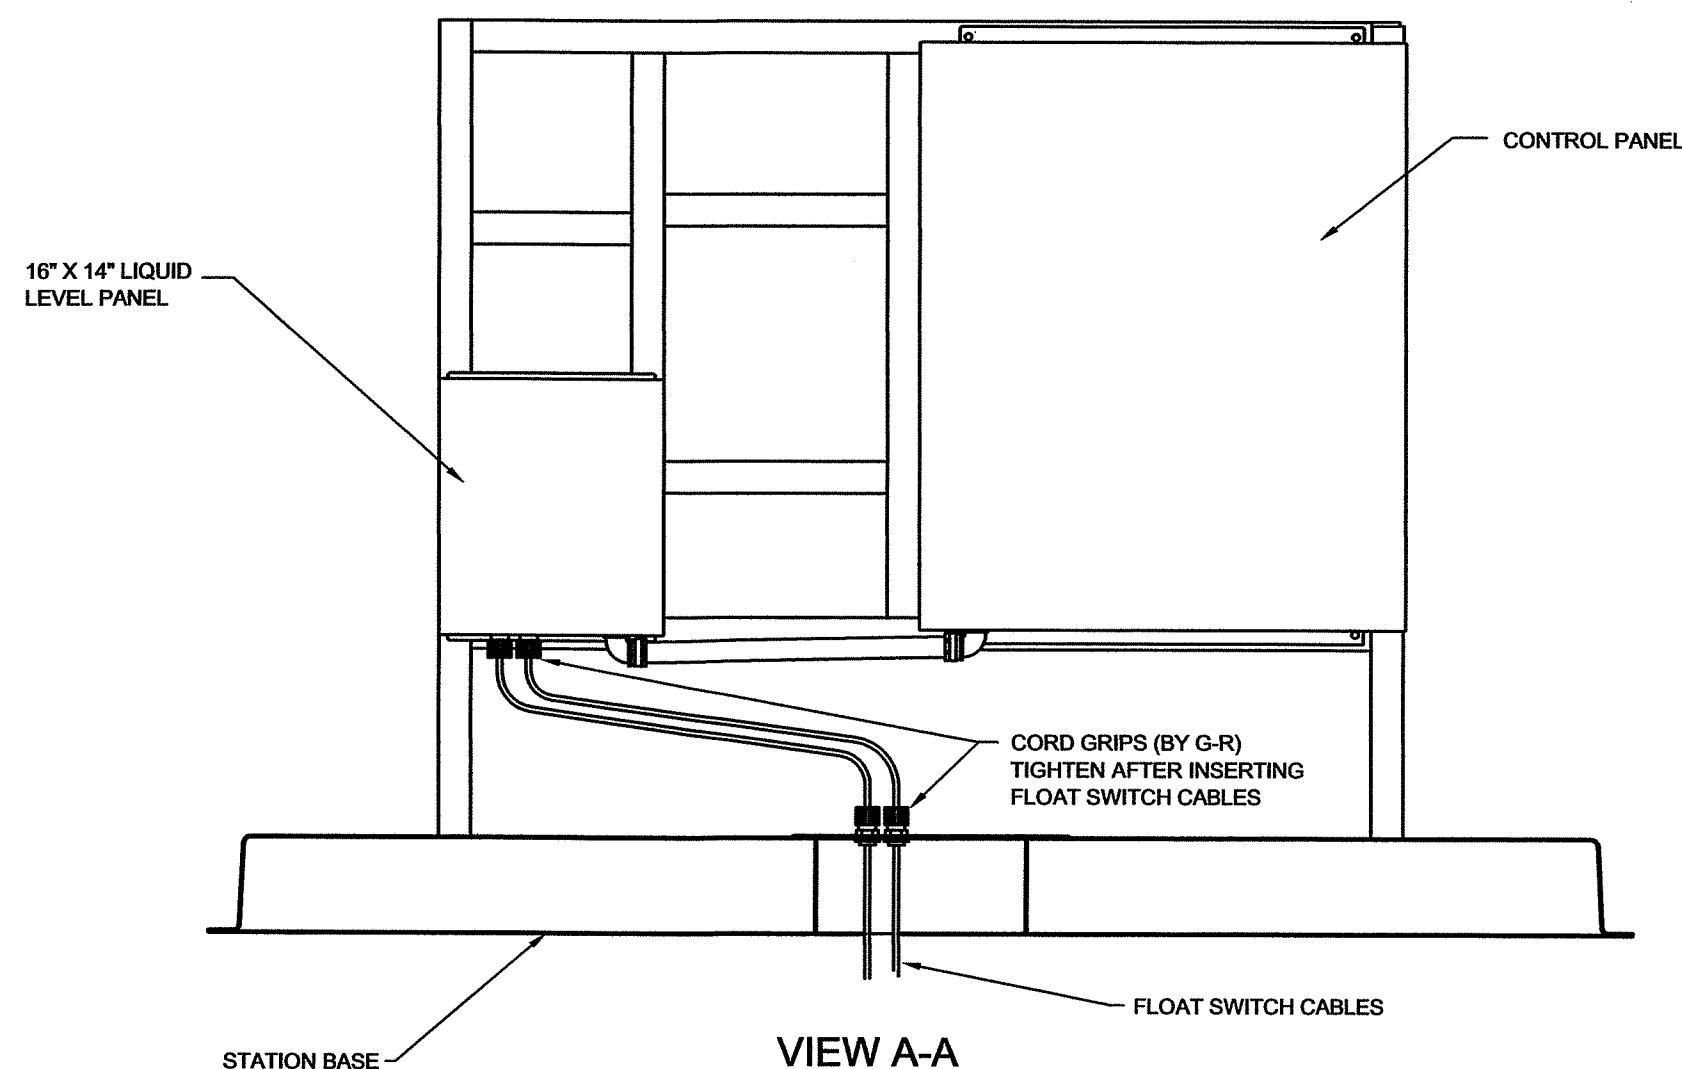 CONTROL PANEL
16" X 14" LIQUID
LEVEL PANEL
CORD GRIPS (BY G-R)
TIGHTEN AFTER INSERTING
FLOAT SWITCH CABLES
FLOAT SWITCH CABLES
VIEW A-A
STATION BASE